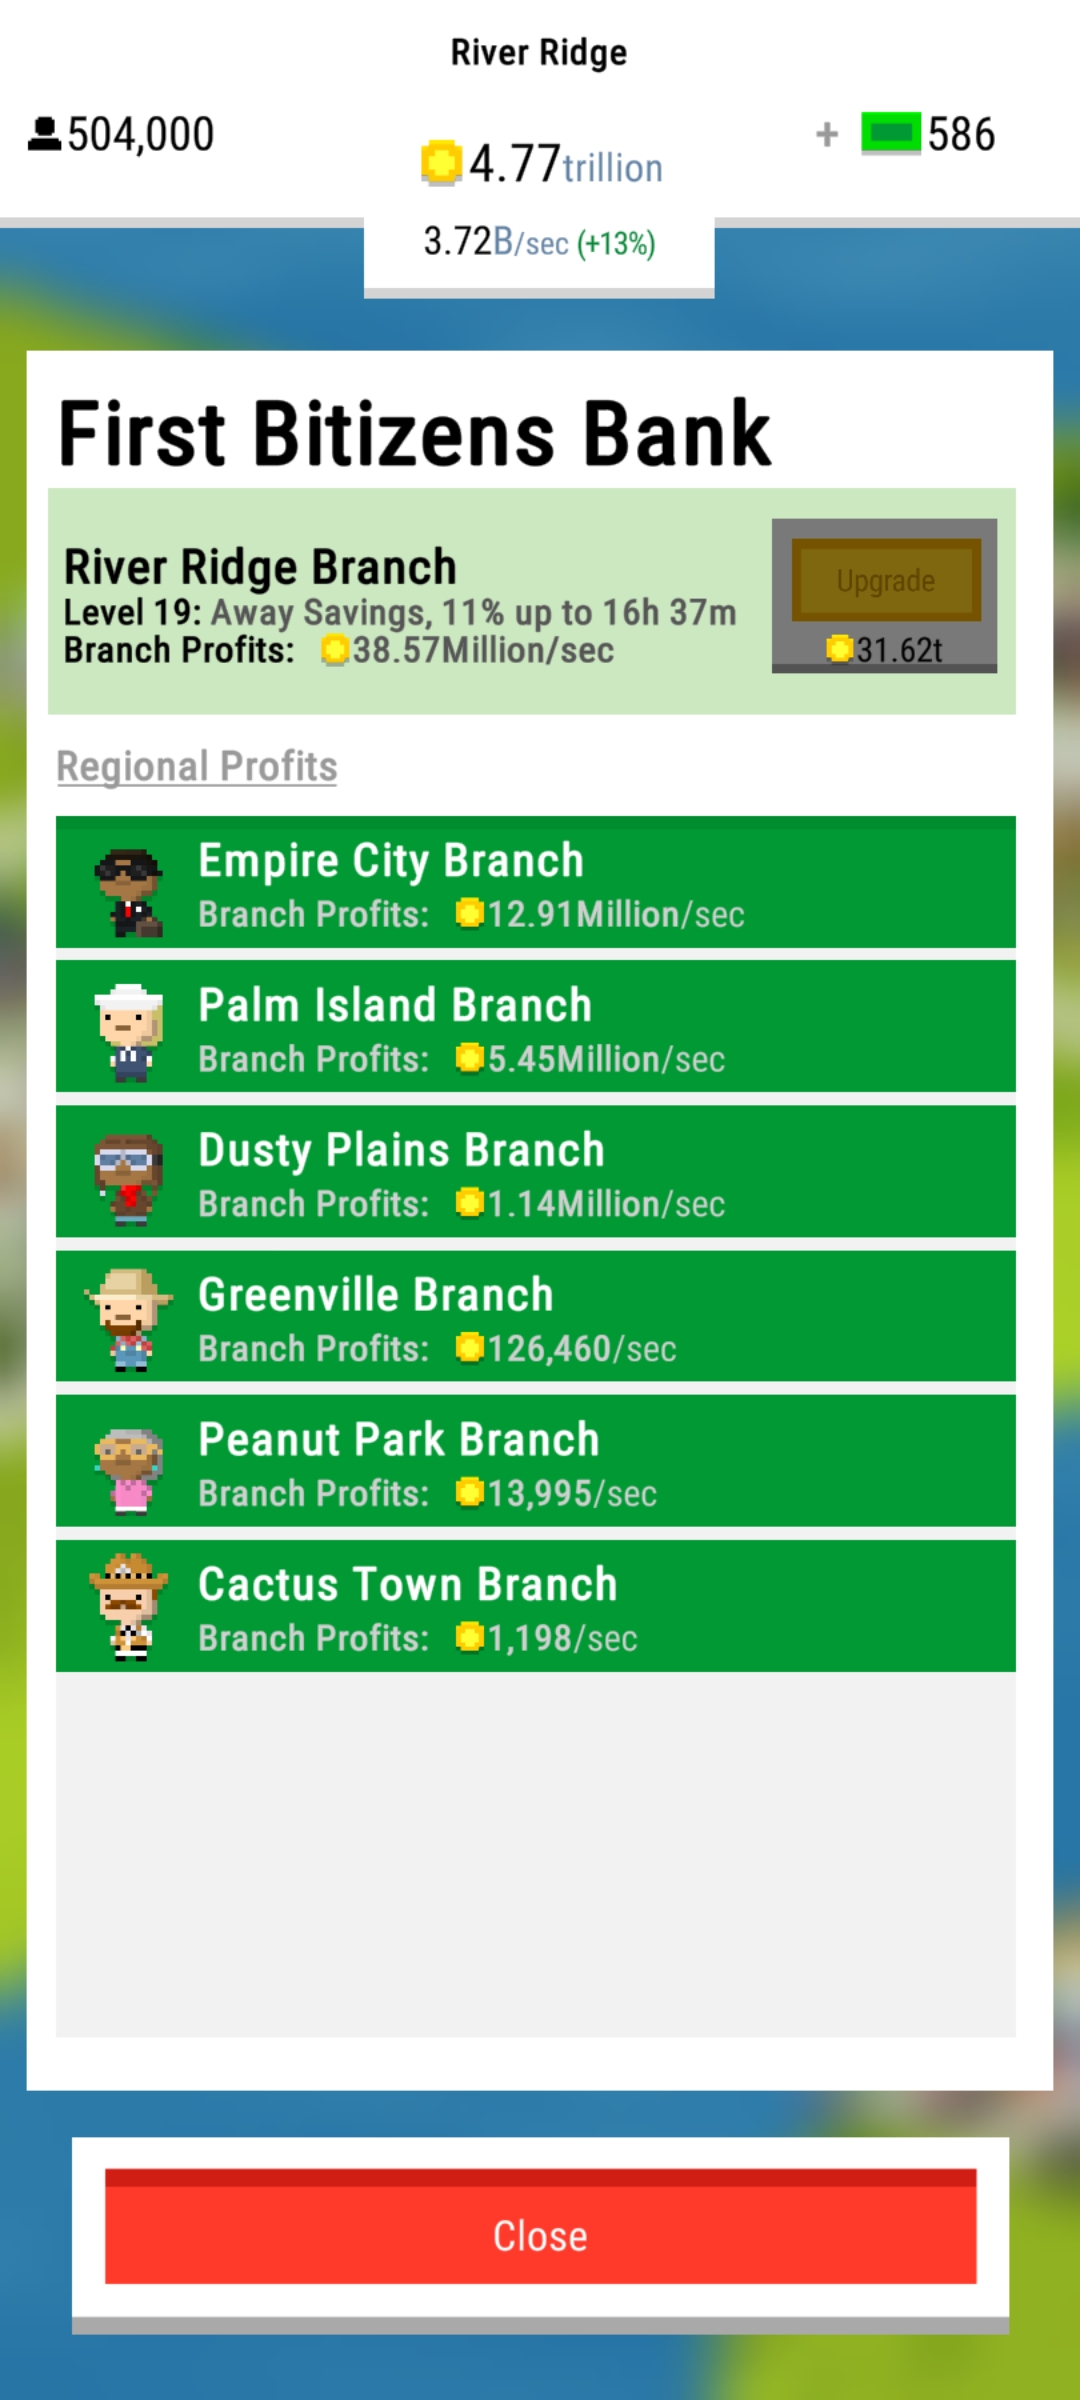 River Ridge
504,000
4.77trillion
+ 586
3.72B/sec (+13%)
First Bitizens Bank
River Ridge Branch
Level 19: Away Savings, 11% up to 16h 37m
Branch Profits: 38.57Million/sec
Upgrade
31.62t
Regional Profits
Empire City Branch
Branch Profits: 12.91Million/sec
Palm Island Branch
Branch Profits: 5.45Million/sec
Dusty Plains Branch
Branch Profits: 1.14Million/sec
Greenville Branch
Branch Profits: 126,460/sec
Peanut Park Branch
Branch Profits: 13,995/sec
Cactus Town Branch
Branch Profits: 1,198/sec
Close